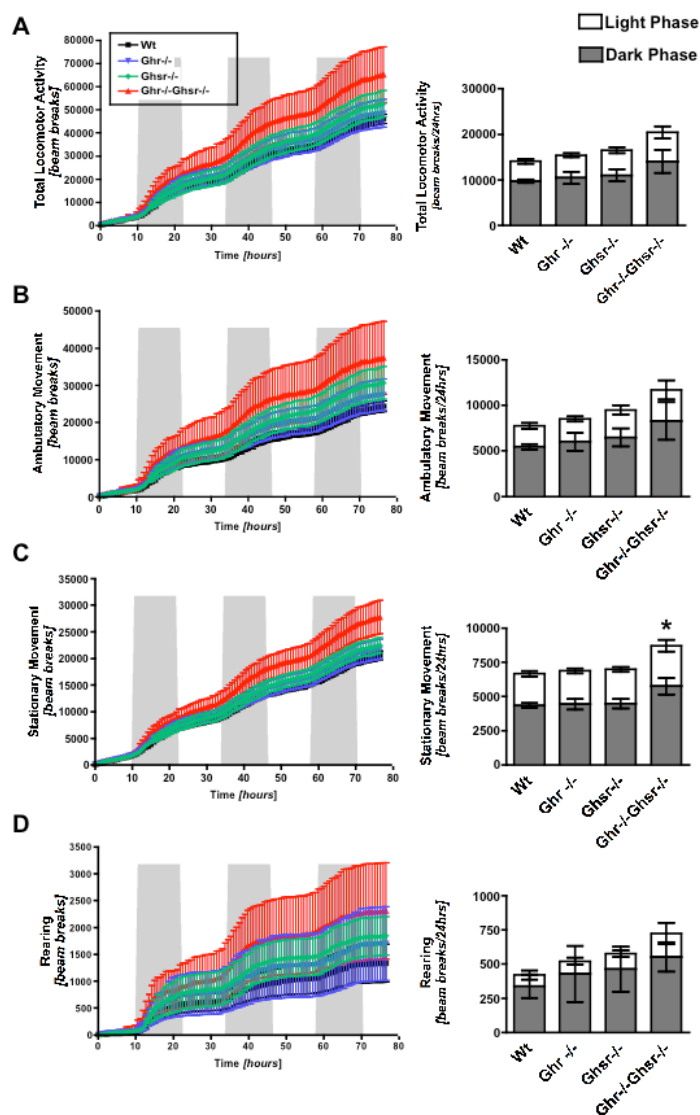 Light Phase
Dark Phase
A
Total Locomotor Activity
[beam breaks]
80000
70000
60000
50000
40000
30000
20000
10000
0
Wt
Ghr-/-
Ghsr-/-
Ghr-/-Ghsr-/-
0 10 20 30 40 50 60 70 80
Time [hours]
Total Locomotor Activity
[beam breaks/24hrs]
30000
20000
10000
0
Wt
Ghr -/-
Ghsr-/-
Ghr-/-Ghsr-/-
B
Ambulatory Movement
[beam breaks]
50000
40000
30000
20000
10000
0
0 10 20 30 40 50 60 70 80
Time [hours]
Ambulatory Movement
[beam breaks/24hrs]
15000
10000
5000
0
Wt
Ghr -/-
Ghsr-/-
Ghr-/-Ghsr-/-
C
Stationary Movement
[beam breaks]
35000
30000
25000
20000
15000
10000
5000
0
0 10 20 30 40 50 60 70 80
Time [hours]
Stationary Movement
[beam breaks/24hrs]
10000
7500
5000
2500
0
*
Wt
Ghr -/-
Ghsr-/-
Ghr-/-Ghsr-/-
D
Rearing
[beam breaks]
3500
3000
2500
2000
1500
1000
500
0
0 10 20 30 40 50 60 70 80
Time [hours]
Rearing
[beam breaks/24hrs]
1000
750
500
250
0
Wt
Ghr -/-
Ghsr-/-
Ghr-/-Ghsr-/-